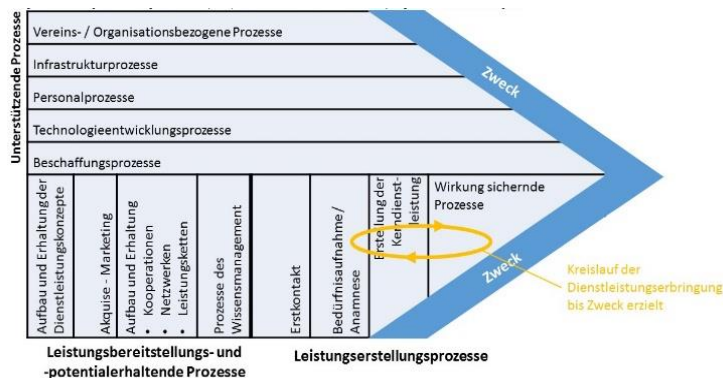 Unterstützende Prozesse
Vereins- / Organisationsbezogene Prozesse
Infrastrukturprozesse
Personalprozesse
Technologieentwicklungsprozesse
Beschaffungsprozesse
Zweck
Aufbau und Erhaltung der
Dienstleistungskonzepte
Akquise - Marketing
Aufbau und Erhaltung
• Kooperationen
• Netzwerken
• Leistungsketten
Prozesse des
Wissensmanagement
Erstkontakt
Bedürfnisaufnahme/
Anamnese
Erstellung der
Kerndienst-
leistung
Wirkung sichernde
Prozesse
Zweck
Kreislauf der
Dienstleistungserbringung
bis Zweck erzielt
Leistungsbereitstellungs- und
-potentialerhaltende Prozesse
Leistungserstellungsprozesse